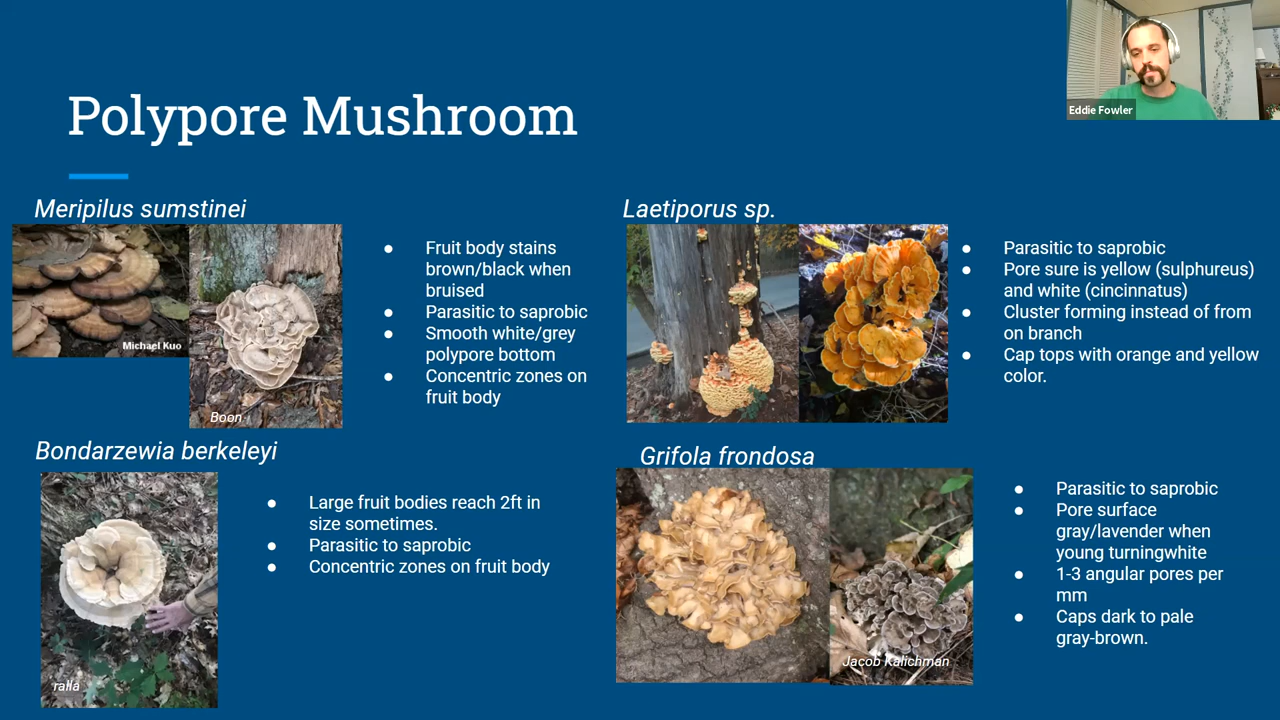 Eddie Fowler
Polypore Mushroom
Meripilus sumstinei
Michael Kuo
Boon
● Fruit body stains
brown/black when
bruised
● Parasitic to saprobic
● Smooth white/grey
polypore bottom
● Concentric zones on
fruit body
Laetiporus sp.
● Parasitic to saprobic
● Pore sure is yellow (sulphureus)
and white (cincinnatus)
● Cluster forming instead of from
on branch
● Cap tops with orange and yellow
color.
Bondarzewia berkeleyi
ralla
● Large fruit bodies reach 2ft in
size sometimes.
● Parasitic to saprobic
● Concentric zones on fruit body
Grifola frondosa
Jacob Kalichman
● Parasitic to saprobic
● Pore surface
gray/lavender when
young turningwhite
● 1-3 angular pores per
mm
● Caps dark to pale
gray-brown.